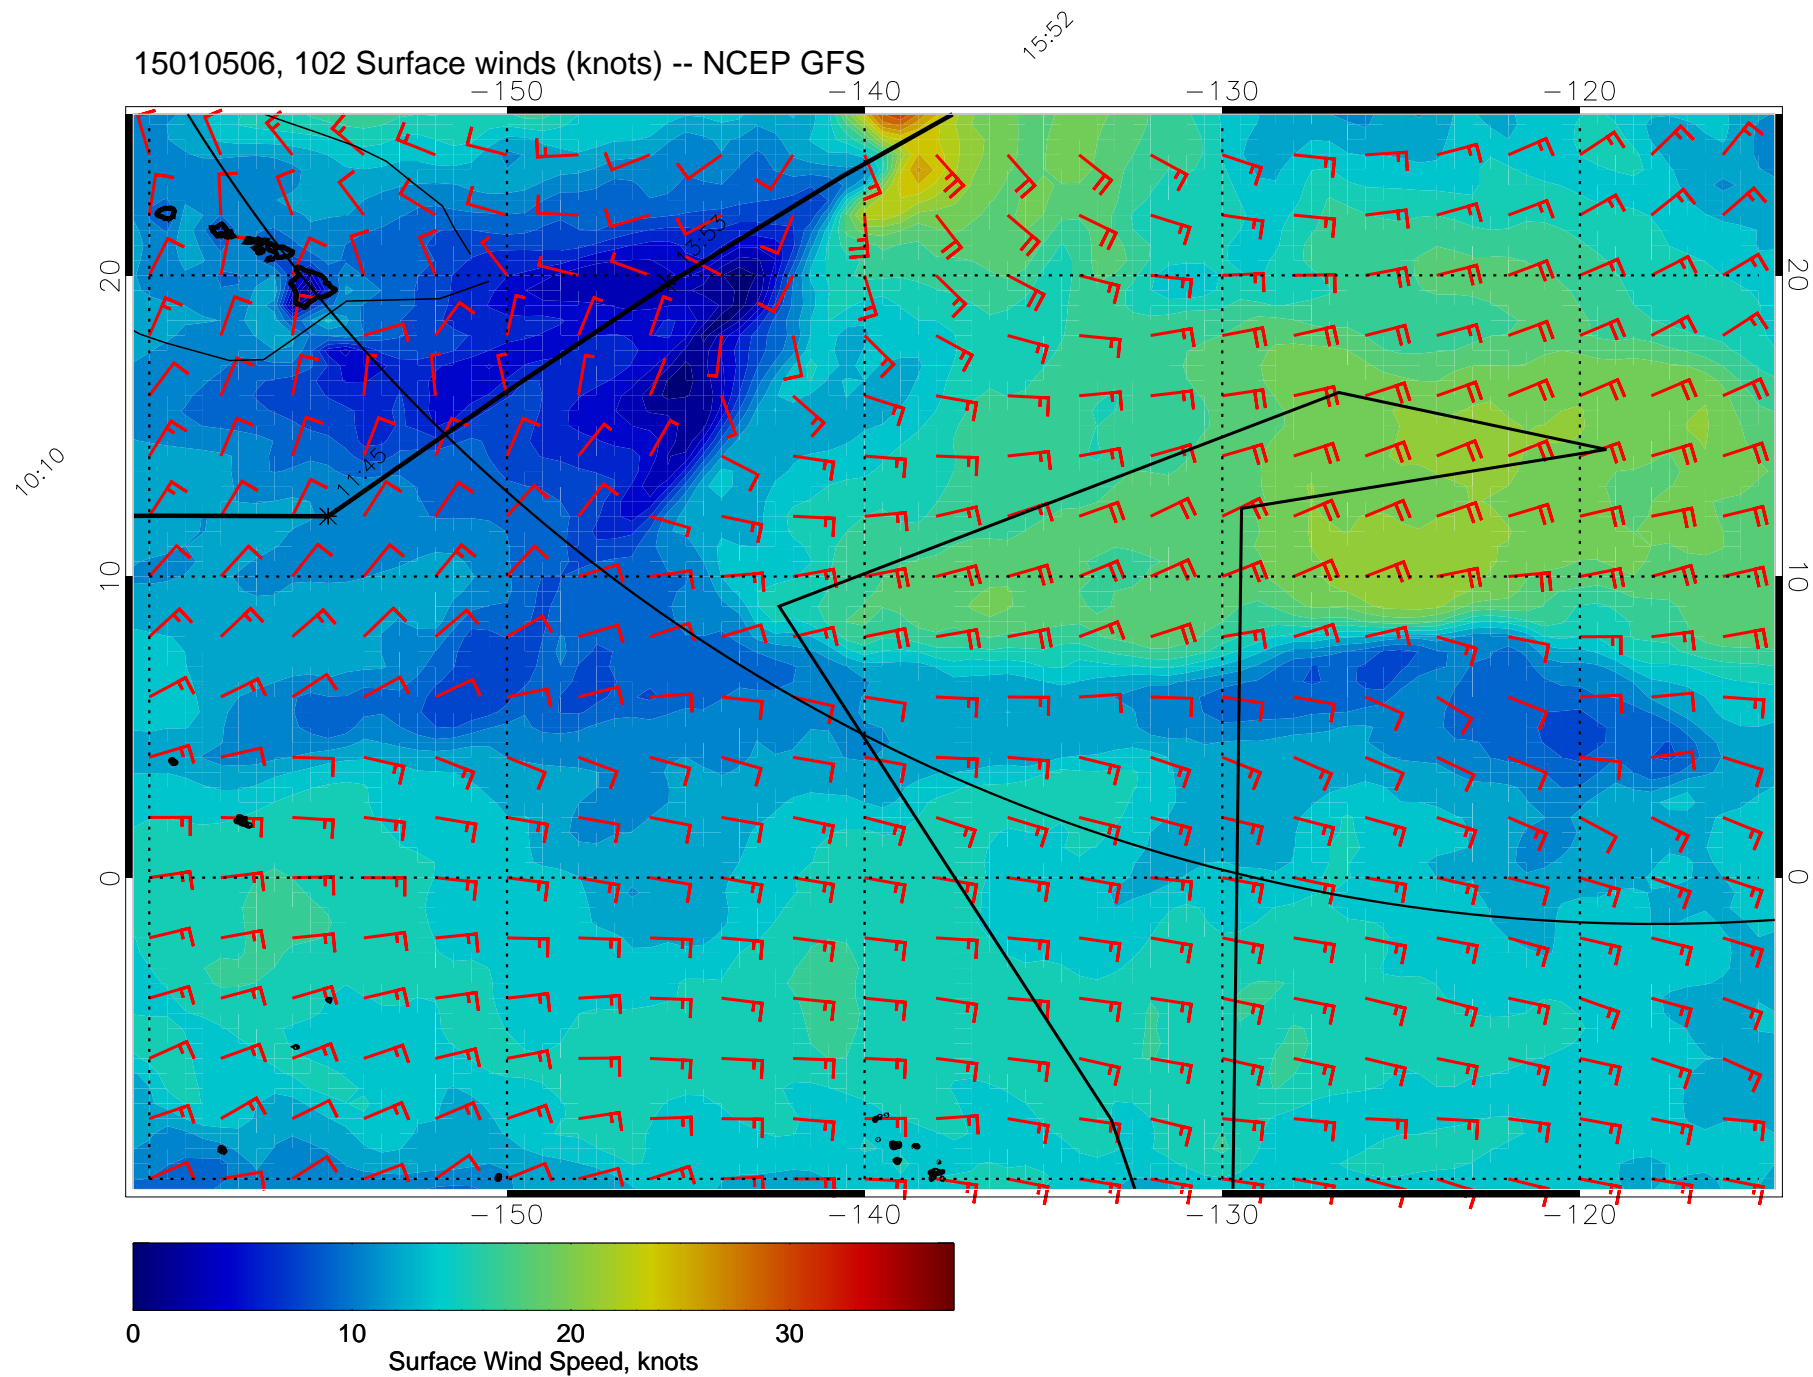 15:52
15010506, 102 Surface winds (knots) -- NCEP GFS
−150 −140 −130 −120
13:53
20 20
10:10
11:45
10 10
0 0
−150 −140 −130 −120
0 10 20 30
Surface Wind Speed, knots